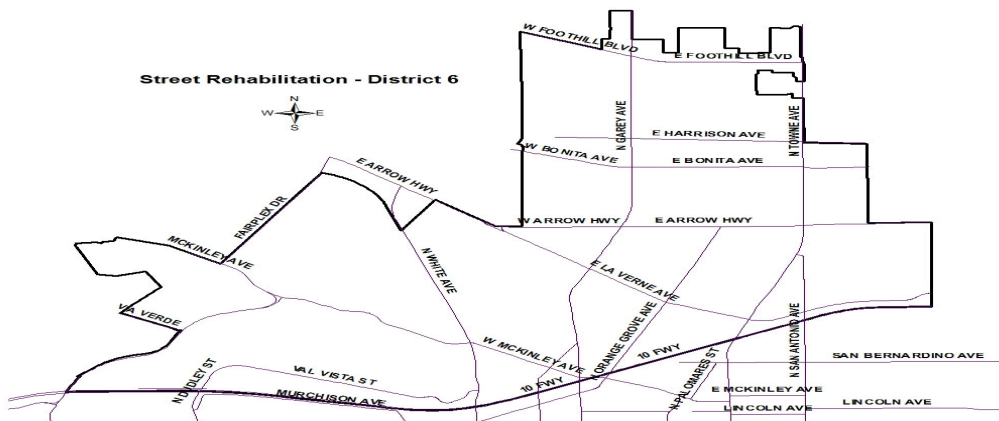 W FOOTHILL BLVD
E FOOTHILL BLVD
Street Rehabilitation - District 6
N
W E
S
N GAREY AVE
N TOWNE AVE
E HARRISON AVE
W BONITA AVE
E BONITA AVE
E ARROW HWY
FAIRPLEX DR
W ARROW HWY
E ARROW HWY
MCKINLEY AVE
N WHITE AVE
E LA VERNE AVE
VIA VERDE
N ORANGE GROVE AVE
N SAN ANTONIO AVE
W MCKINLEY AVE
10 FWY
SAN BERNARDINO AVE
N DUDLEY ST
VAL VISTA ST
N PALOMARES ST
10 FWY
MURCHISON AVE
E MCKINLEY AVE
LINCOLN AVE
LINCOLN AVE